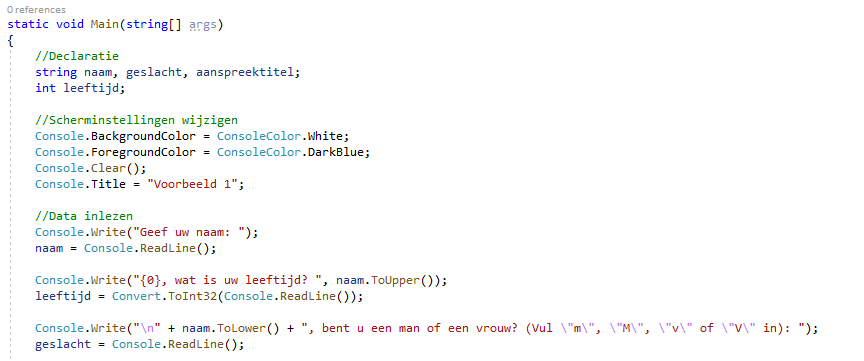 0 references
static void Main(string[] args)
{
//Declaratie
string naam, geslacht, aanspreektitel;
int leeftijd;
//Scherminstellingen wijzigen
Console.BackgroundColor = ConsoleColor.White;
Console.ForegroundColor = ConsoleColor.DarkBlue;
Console.Clear();
Console.Title = "Voorbeeld 1";
//Data inlezen
Console.Write("Geef uw naam: ");
naam = Console.ReadLine();
Console.Write("{0}, wat is uw leeftijd? ", naam.ToUpper());
leeftijd = Convert.ToInt32(Console.ReadLine());
Console.Write("\n" + naam.ToLower() + ", bent u een man of een vrouw? (Vul \"m\", \"M\", \"v\" of \"V\" in): ");
geslacht = Console.ReadLine();